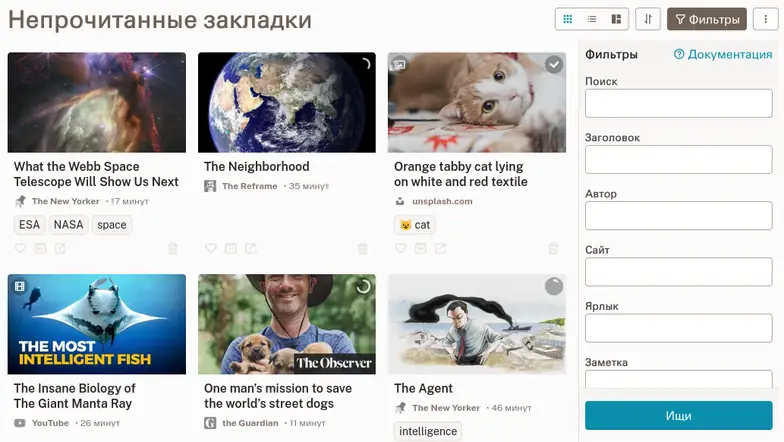 Непрочитанные закладки
Фильтры
Фильтры
Документация
Поиск
Заголовок
Автор
Сайт
Ярлык
Заметка
Ищи
What the Webb Space
Telescope Will Show Us Next
The New Yorker • 17 минут
ESA NASA space
The Neighborhood
The Reframe • 35 минут
Orange tabby cat lying
on white and red textile
unsplash.com
😺 cat
THE MOST
INTELLIGENT FISH
The Insane Biology of
The Giant Manta Ray
YouTube • 26 минут
The Observer
One man's mission to save
the world's street dogs
the Guardian • 11 минут
The Agent
The New Yorker • 46 минут
intelligence